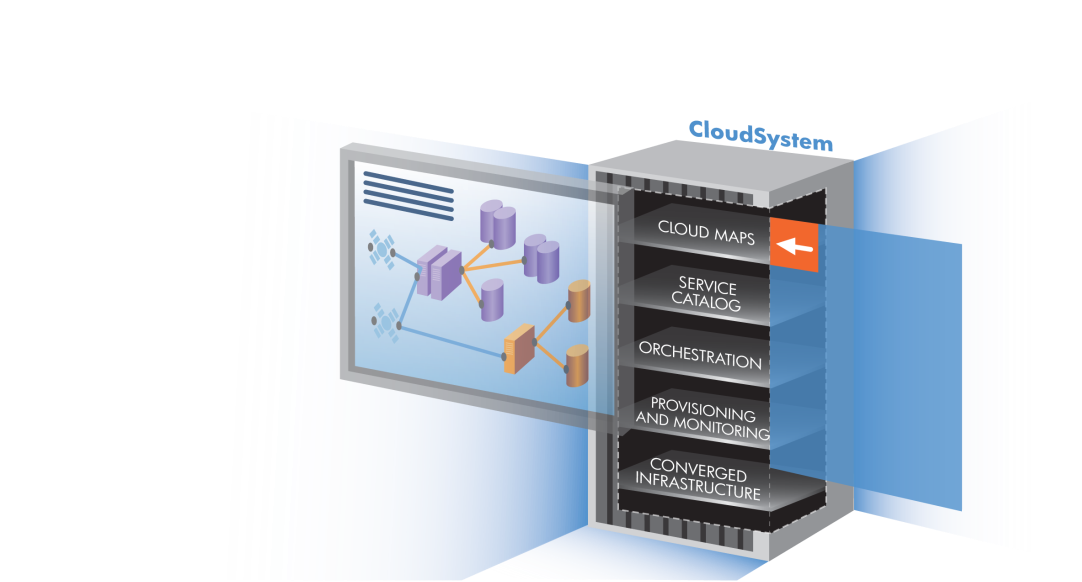 CloudSystem
CLOUD MAPS
SERVICE
CATALOG
ORCHESTRATION
PROVISIONING
AND MONITORING
CONVERGED
INFRASTRUCTURE